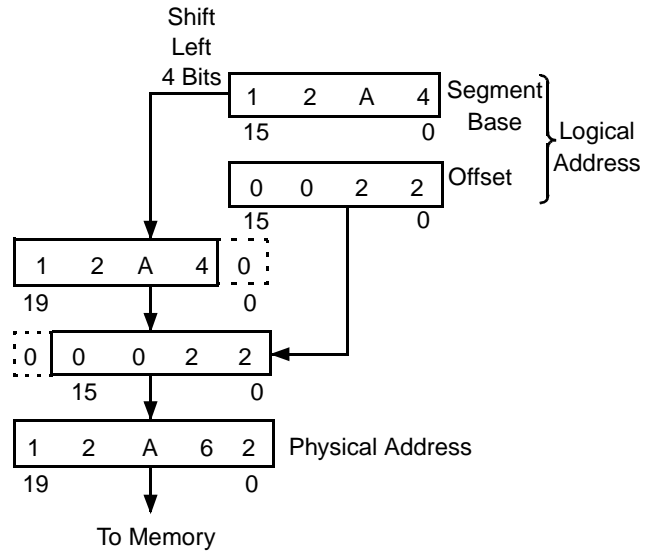 Shift
Left
4 Bits
1 2 A 4
Segment
Base
15 0
Logical
Address
0 0 2 2
Offset
15 0
1 2 A 4 0
19 0
0 0 0 2 2
15 0
1 2 A 6 2
Physical Address
19 0
To Memory